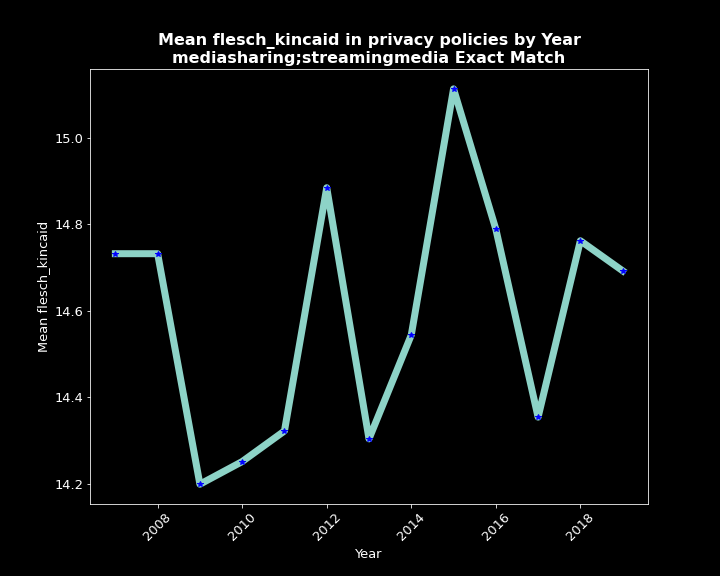 Mean flesch_kincaid in privacy policies by Year
mediasharing;streamingmedia Exact Match
15.0
14.8
14.6
14.4
14.2
Mean flesch_kincaid
2008
2010
2012
2014
2016
2018
Year